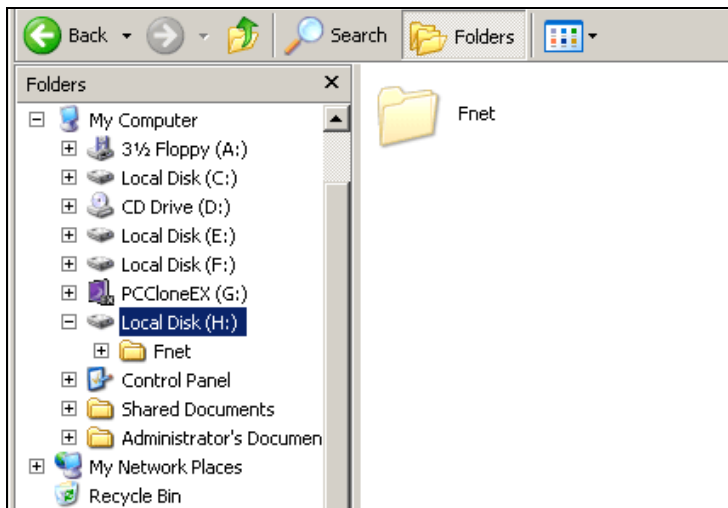 Back Search Folders
Folders
Fnet
My Computer
3½ Floppy (A:)
Local Disk (C:)
CD Drive (D:)
Local Disk (E:)
Local Disk (F:)
PCCloneEX (G:)
Local Disk (H:)
Fnet
Control Panel
Shared Documents
Administrator's Documen
My Network Places
Recycle Bin